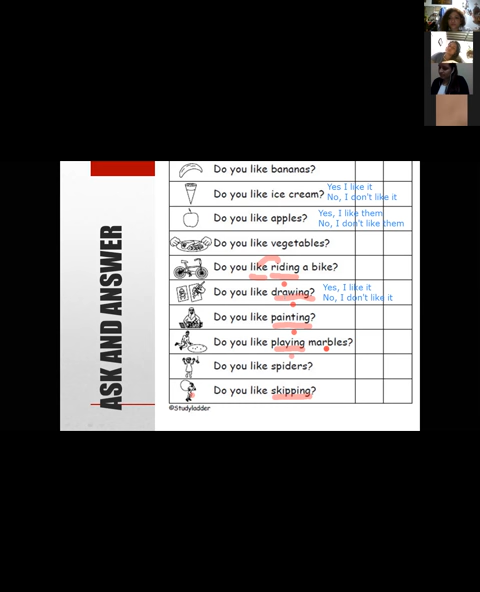 ASK AND ANSWER
Do you like bananas?
Do you like ice cream?
Yes I like it
No, I don't like it
Do you like apples?
Yes, I like them
No, I don't like them
Do you like vegetables?
Do you like riding a bike?
Do you like drawing?
Yes, I like it
No, I don't like it
Do you like painting?
Do you like playing marbles?
Do you like spiders?
Do you like skipping?
©Studyladder